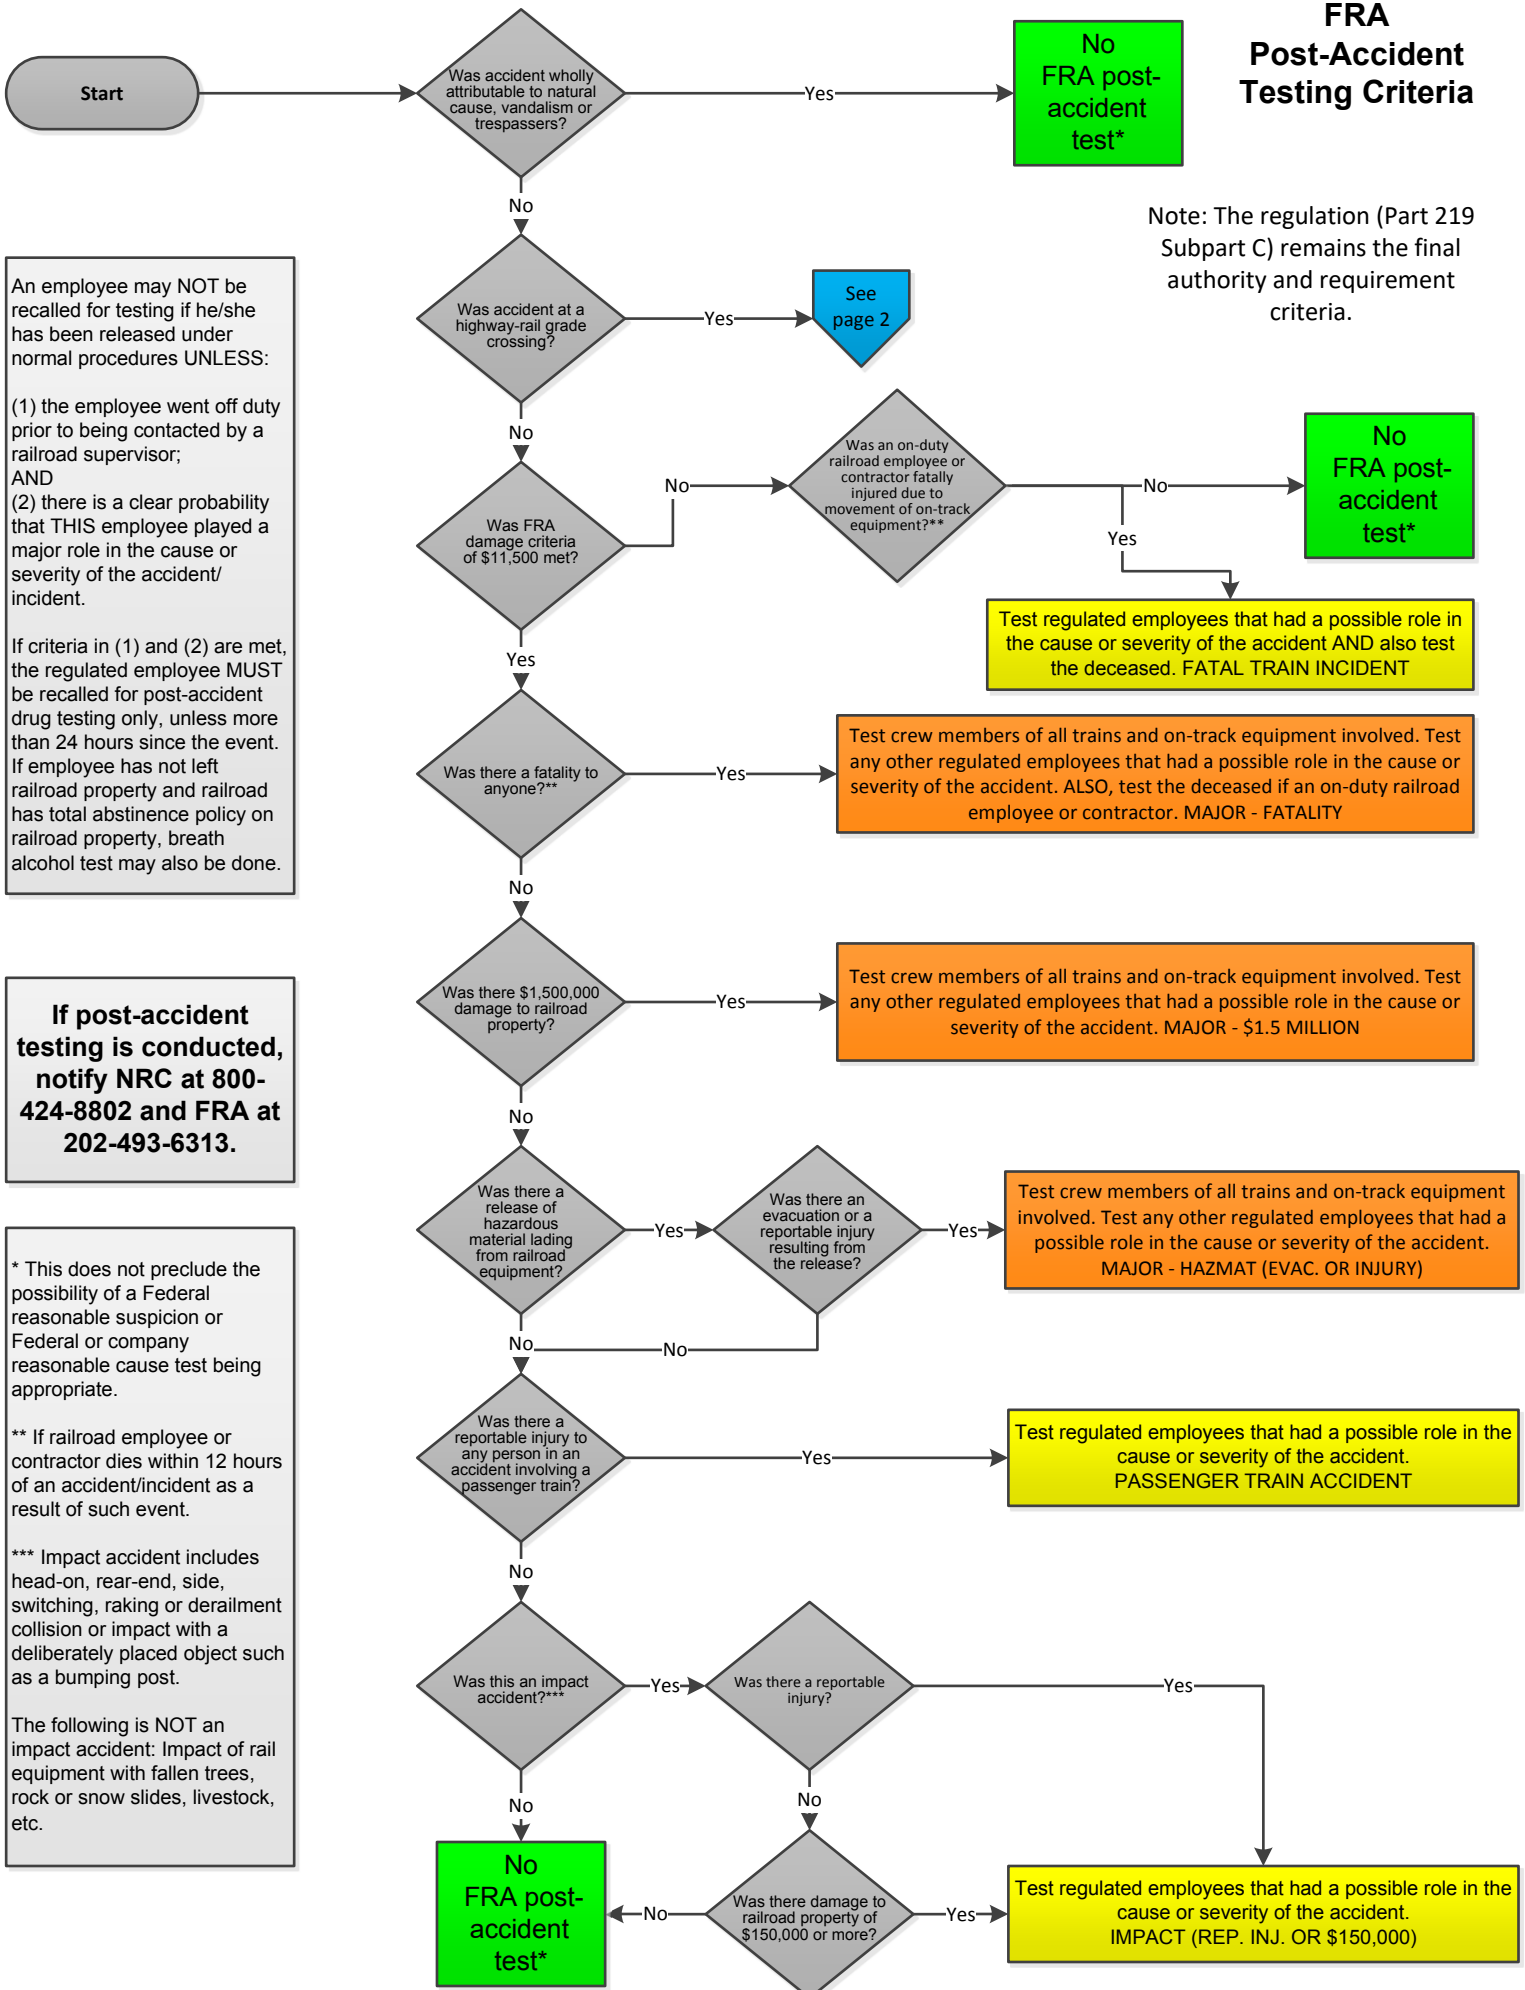 FRA
Post-Accident
Testing Criteria
Start
Was accident wholly
attributable to natural
cause, vandalism or
trespassers?
Yes
No
FRA post-
accident
test*
No
Note: The regulation (Part 219
Subpart C) remains the final
authority and requirement
criteria.
An employee may NOT be
recalled for testing if he/she
has been released under
normal procedures UNLESS:
(1) the employee went off duty
prior to being contacted by a
railroad supervisor;
AND
(2) there is a clear probability
that THIS employee played a
major role in the cause or
severity of the accident/
incident.
If criteria in (1) and (2) are met,
the regulated employee MUST
be recalled for post-accident
drug testing only, unless more
than 24 hours since the event.
If employee has not left
railroad property and railroad
has total abstinence policy on
railroad property, breath
alcohol test may also be done.
Was accident at a
highway-rail grade
crossing?
Yes
See
page 2
No
Was FRA
damage criteria
of $11,500 met?
No
Was an on-duty
railroad employee or
contractor fatally
injured due to
movement of on-track
equipment?**
No
No
FRA post-
accident
test*
Yes
Test regulated employees that had a possible role in
the cause or severity of the accident AND also test
the deceased. FATAL TRAIN INCIDENT
Yes
Was there a fatality to
anyone?**
Yes
Test crew members of all trains and on-track equipment involved. Test
any other regulated employees that had a possible role in the cause or
severity of the accident. ALSO, test the deceased if an on-duty railroad
employee or contractor. MAJOR - FATALITY
No
Was there $1,500,000
damage to railroad
property?
Yes
Test crew members of all trains and on-track equipment involved. Test
any other regulated employees that had a possible role in the cause or
severity of the accident. MAJOR - $1.5 MILLION
No
If post-accident
testing is conducted,
notify NRC at 800-
424-8802 and FRA at
202-493-6313.
Was there a
release of
hazardous
material lading
from railroad
equipment?
Yes
Was there an
evacuation or a
reportable injury
resulting from
the release?
Yes
Test crew members of all trains and on-track equipment
involved. Test any other regulated employees that had a
possible role in the cause or severity of the accident.
MAJOR - HAZMAT (EVAC. OR INJURY)
No
No
* This does not preclude the
possibility of a Federal
reasonable suspicion or
Federal or company
reasonable cause test being
appropriate.
** If railroad employee or
contractor dies within 12 hours
of an accident/incident as a
result of such event.
*** Impact accident includes
head-on, rear-end, side,
switching, raking or derailment
collision or impact with a
deliberately placed object such
as a bumping post.
The following is NOT an
impact accident: Impact of rail
equipment with fallen trees,
rock or snow slides, livestock,
etc.
Was there a
reportable injury to
any person in an
accident involving a
passenger train?
Yes
Test regulated employees that had a possible role in the
cause or severity of the accident.
PASSENGER TRAIN ACCIDENT
No
Was this an impact
accident?***
Yes
Was there a reportable
injury?
Yes
No
No
No
FRA post-
accident
test*
No
Was there damage to
railroad property of
$150,000 or more?
Yes
Test regulated employees that had a possible role in the
cause or severity of the accident.
IMPACT (REP. INJ. OR $150,000)